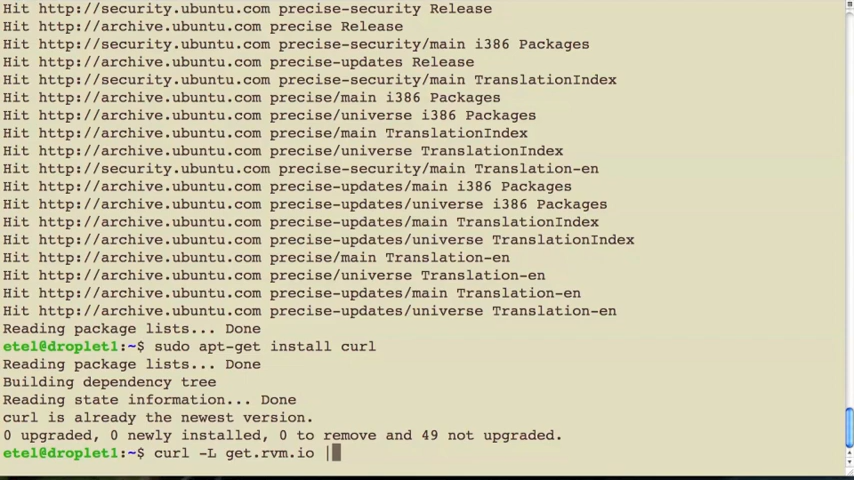 Hit http://security.ubuntu.com precise-security Release
Hit http://archive.ubuntu.com precise Release
Hit http://security.ubuntu.com precise-security/main i386 Packages
Hit http://archive.ubuntu.com precise-updates Release
Hit http://security.ubuntu.com precise-security/main TranslationIndex
Hit http://archive.ubuntu.com precise/main i386 Packages
Hit http://archive.ubuntu.com precise/universe i386 Packages
Hit http://archive.ubuntu.com precise/main TranslationIndex
Hit http://archive.ubuntu.com precise/universe TranslationIndex
Hit http://security.ubuntu.com precise-security/main Translation-en
Hit http://archive.ubuntu.com precise-updates/main i386 Packages
Hit http://archive.ubuntu.com precise-updates/universe i386 Packages
Hit http://archive.ubuntu.com precise-updates/main TranslationIndex
Hit http://archive.ubuntu.com precise-updates/universe TranslationIndex
Hit http://archive.ubuntu.com precise/main Translation-en
Hit http://archive.ubuntu.com precise/universe Translation-en
Hit http://archive.ubuntu.com precise-updates/main Translation-en
Hit http://archive.ubuntu.com precise-updates/universe Translation-en
Reading package lists... Done
etel@droplet1:~$ sudo apt-get install curl
Reading package lists... Done
Building dependency tree
Reading state information... Done
curl is already the newest version.
0 upgraded, 0 newly installed, 0 to remove and 49 not upgraded.
etel@droplet1:~$ curl -L get.rvm.io |